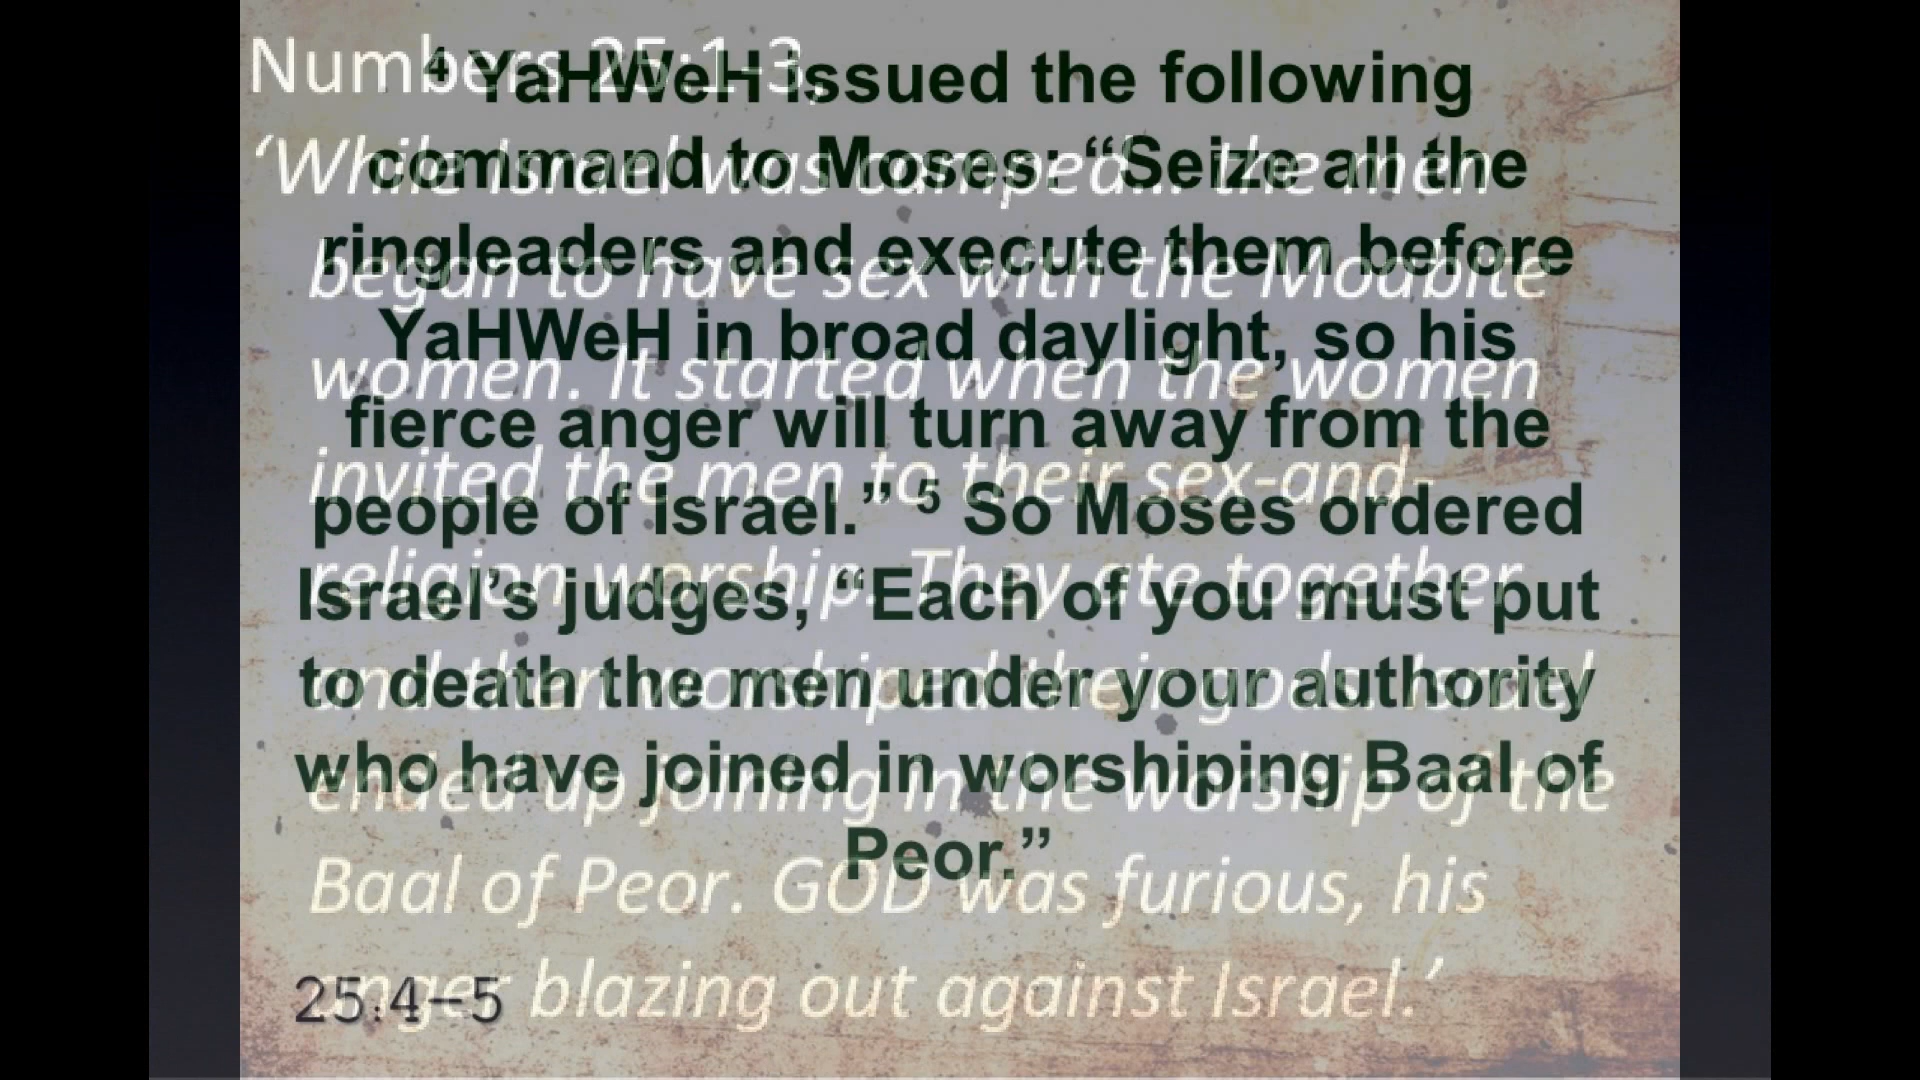 Numbers 25:1-3,
‘While Israel was camped... the men
began to have sex with the Moabite
women. It started when the women
invited the men to their sex-and-
religion worship. They ate together
and then worshiped their gods. Israel
ended up joining in the worship of the
Baal of Peor. GOD was furious, his
anger blazing out against Israel.’
4 YaHWeH issued the following
command to Moses: “Seize all the
ringleaders and execute them before
YaHWeH in broad daylight, so his
fierce anger will turn away from the
people of Israel.” 5 So Moses ordered
Israel’s judges, “Each of you must put
to death the men under your authority
who have joined in worshiping Baal of
Peor.”
25:4-5